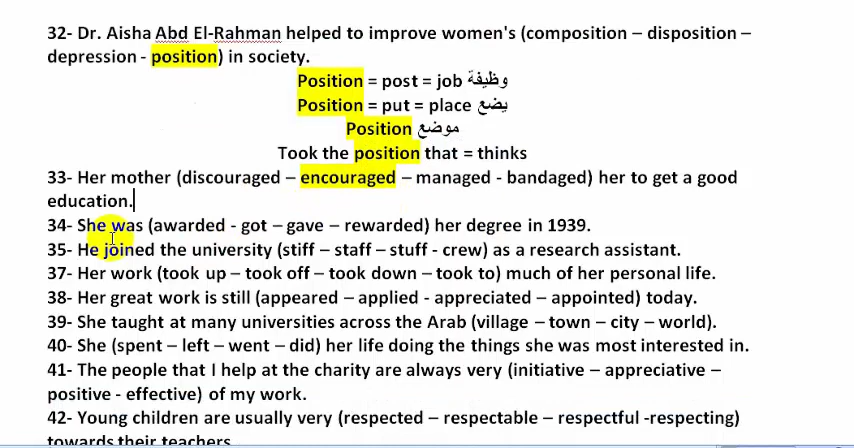 32- Dr. Aisha Abd El-Rahman helped to improve women's (composition – disposition –
depression - position) in society.
Position = post = job وظيفة
Position = put = place يضع
Position موضع
Took the position that = thinks
33- Her mother (discouraged – encouraged – managed - bandaged) her to get a good
education.
34- She was (awarded - got – gave – rewarded) her degree in 1939.
35- He joined the university (stiff – staff – stuff - crew) as a research assistant.
37- Her work (took up – took off – took down – took to) much of her personal life.
38- Her great work is still (appeared – applied - appreciated – appointed) today.
39- She taught at many universities across the Arab (village – town – city – world).
40- She (spent – left – went – did) her life doing the things she was most interested in.
41- The people that I help at the charity are always very (initiative – appreciative –
positive - effective) of my work.
42- Young children are usually very (respected – respectable – respectful -respecting)
towards their teachers